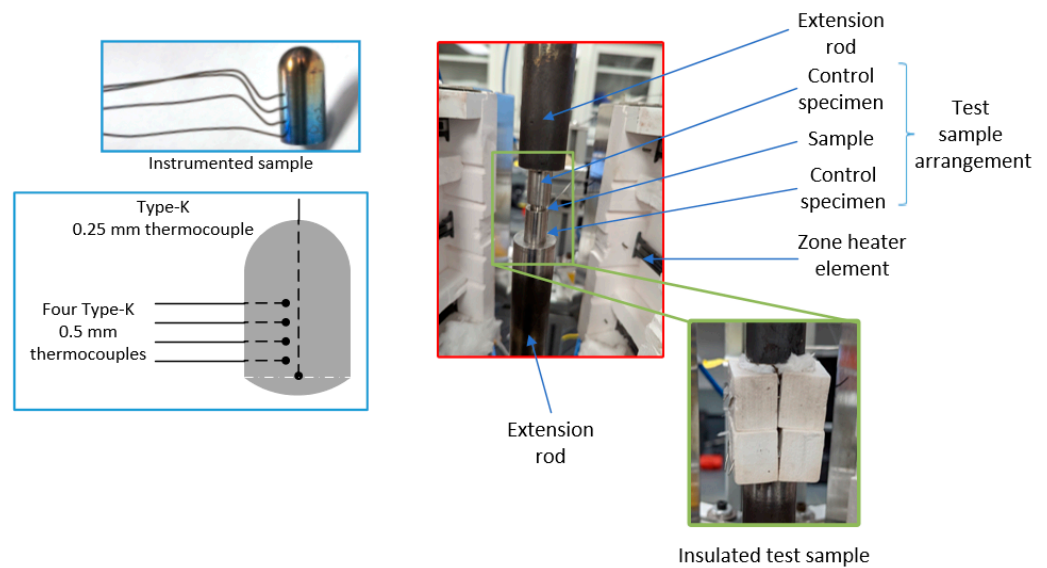 Instrumented sample
Type-K
0.25 mm thermocouple
Four Type-K
0.5 mm
thermocouples
Extension
rod
Control
specimen
Sample
Control
specimen
Test
sample
arrangement
Zone heater
element
Extension
rod
Insulated test sample